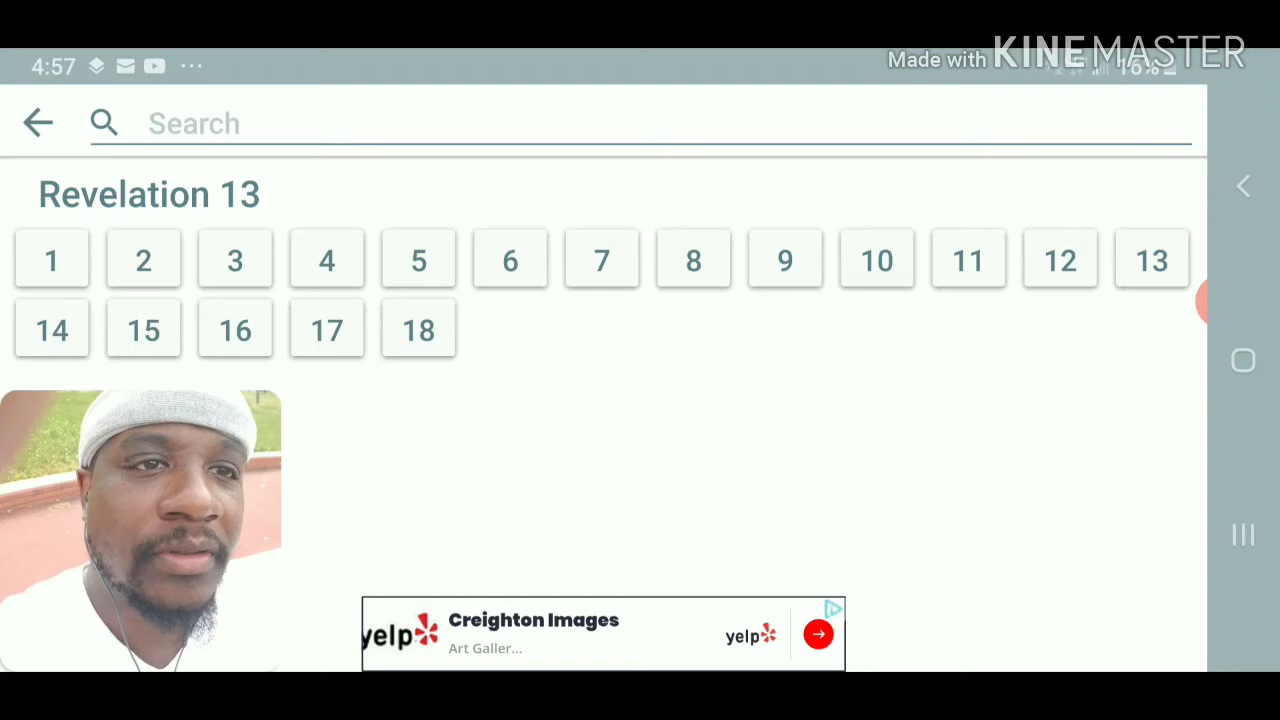 Made with KINEMASTER
4:57
16%
Search
Revelation 13
1 2 3 4 5 6 7 8 9 10 11 12 13
14 15 16 17 18
yelp
Creighton Images
Art Galler...
yelp